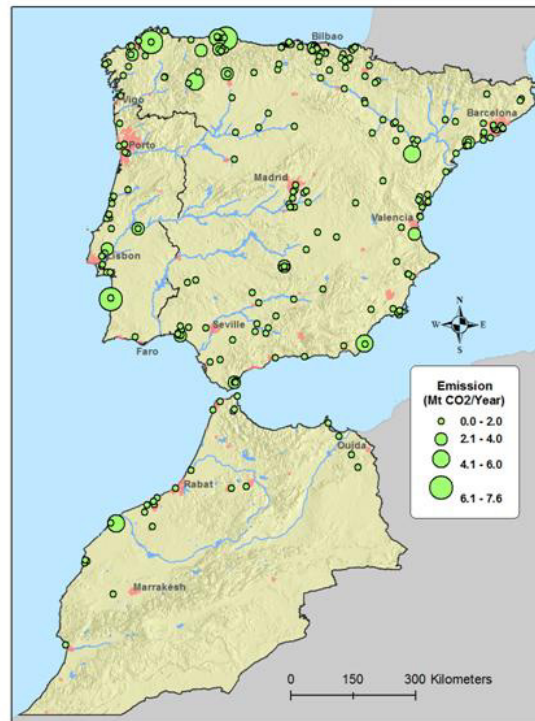 Bilbao
Vigo
Barcelona
Porto
Madrid
Valencia
Lisbon
Seville
Faro
N
W E
S
Emission
(Mt CO2/Year)
0.0 - 2.0
2.1 - 4.0
4.1 - 6.0
6.1 - 7.6
Oujda
Rabat
Marrakesh
0 150 300 Kilometers